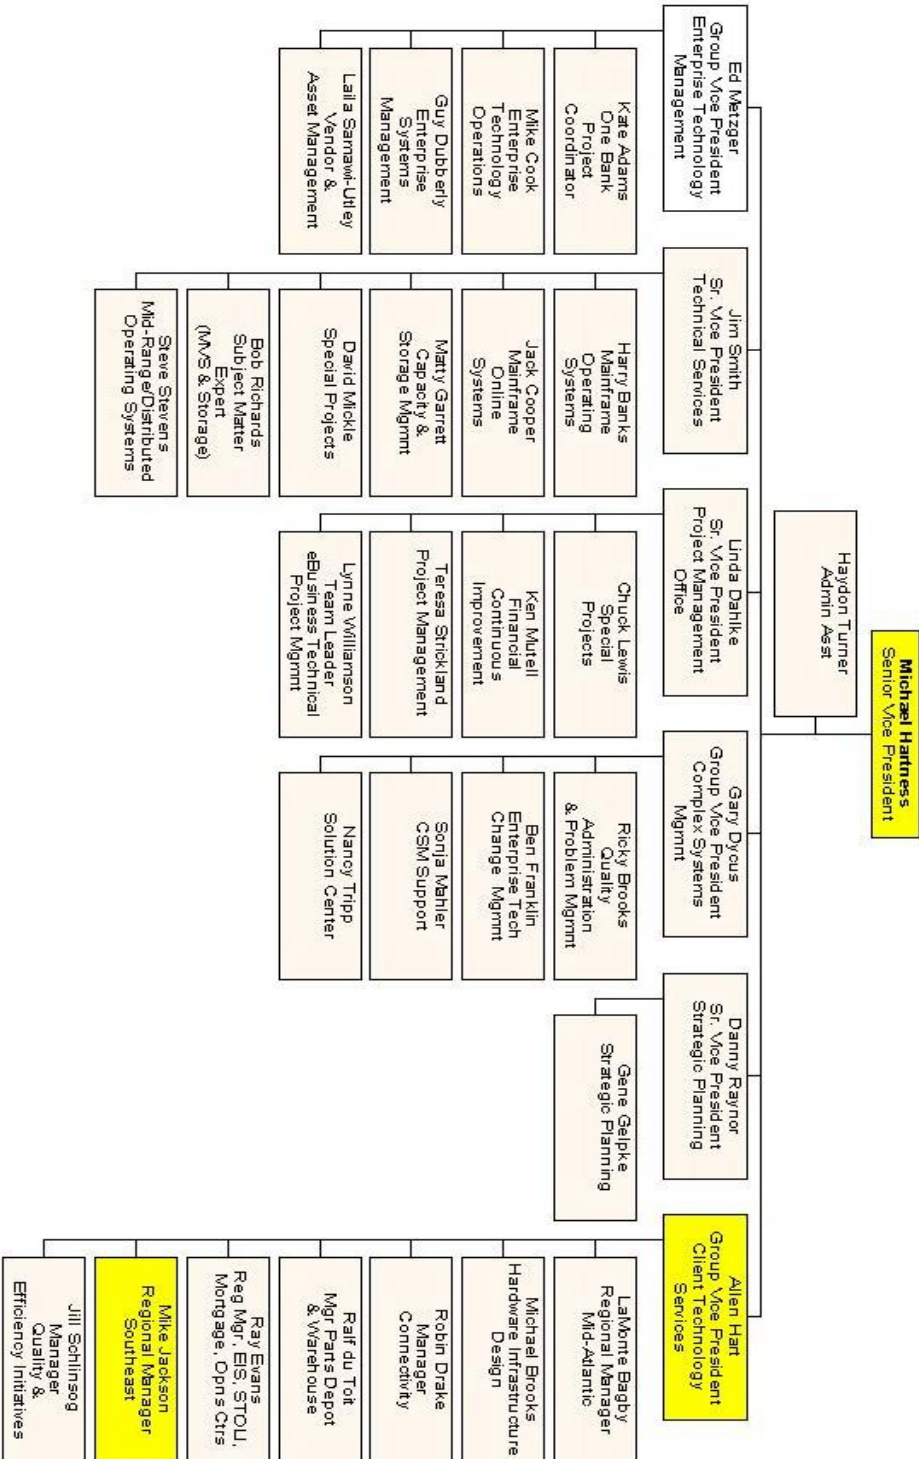 Michael Hartness
Senior Vice President
Haydon Turner
Admin Asst
Ed Metzger
Group Vice President
Enterprise Technology
Management
Kate Adams
One Bank
Project
Coordinator
Mike Cook
Enterprise
Technology
Operations
Guy Dubberly
Enterprise
Systems
Management
Laila Samawi-Utley
Vendor &
Asset Management
Jim Smith
Sr. Vice President
Technical Services
Harry Banks
Mainframe
Operating
Systems
Jack Cooper
Mainframe
Online
Systems
Matty Garrett
Capacity &
Storage Mgmnt
David Mickle
Special Projects
Bob Richards
Subject Matter
Expert
(MVS & Storage)
Steve Stevens
Mid-Range/Distributed
Operating Systems
Linda Dahlke
Sr. Vice President
Project Management
Office
Chuck Lewis
Special
Projects
Ken Mutell
Financial
Continuous
Improvement
Teresa Strickland
Project Management
Lynne Williamson
Team Leader
eBusiness Technical
Project Mgmnt
Gary Dycus
Group Vice President
Complex Systems
Mgmnt
Ricky Brooks
Quality
Administration
& Problem Mgmnt
Ben Franklin
Enterprise Tech
Change Mgmnt
Sonja Mahler
CSM Support
Nancy Tripp
Solution Center
Danny Raynor
Sr. Vice President
Strategic Planning
Gene Gelpke
Strategic Planning
Allen Hart
Group Vice President
Client Technology
Services
LaMonte Bagby
Regional Manager
Mid-Atlantic
Michael Brooks
Hardware Infrastructure
Design
Robin Drake
Manager
Connectivity
Ralf du Toit
Mgr Parts Depot
& Warehouse
Ray Evans
Reg Mgr, EIS, STOLI,
Mortgage, Opns Ctrs
Mike Jackson
Regional Manager
Southeast
Jill Schlinsog
Manager
Quality &
Efficiency Initiatives